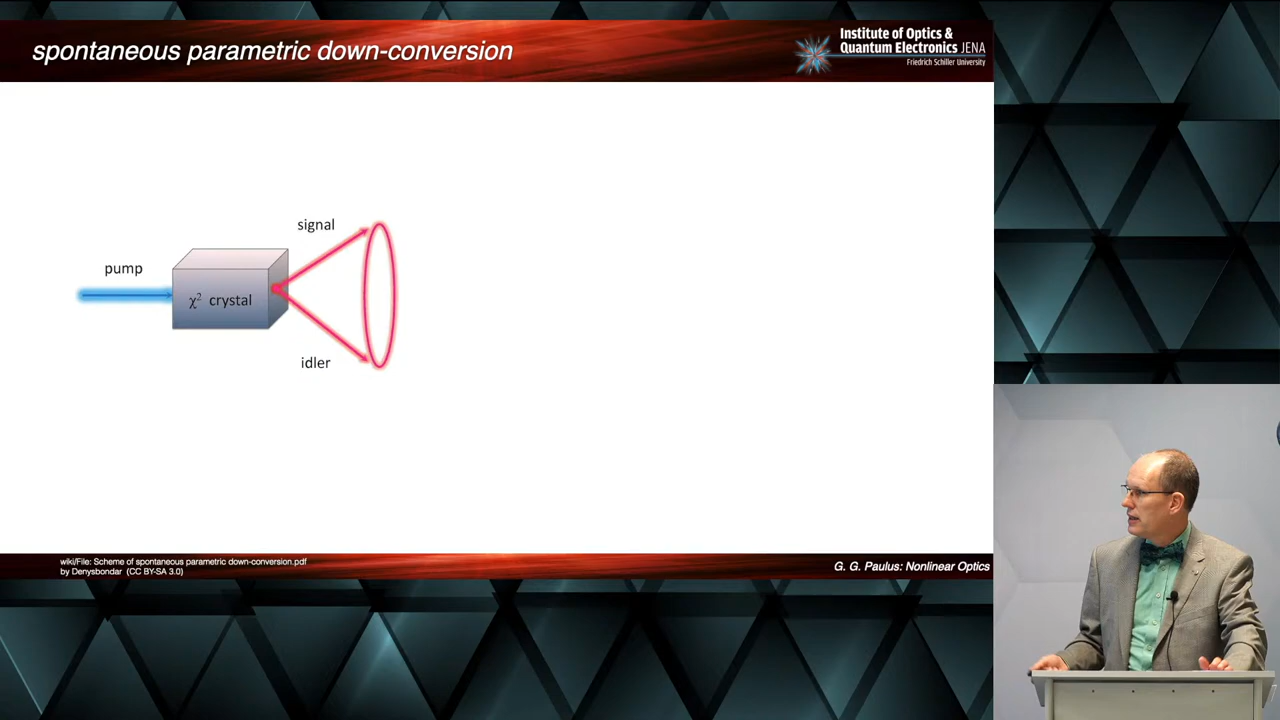 spontaneous parametric down-conversion
Institute of Optics &
Quantum Electronics JENA
Friedrich Schiller University
signal
pump
χ² crystal
idler
wiki/File: Scheme of spontaneous parametric down-conversion.pdf
by Denysbondar (CC BY-SA 3.0)
G. G. Paulus: Nonlinear Optics